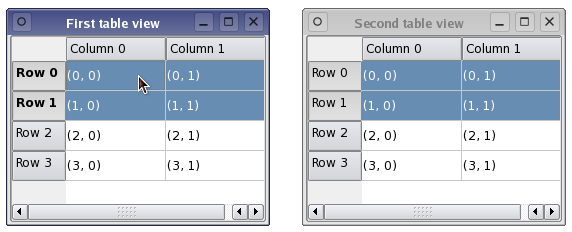 First table view
Column 0 Column 1
Row 0 (0, 0) (0, 1)
Row 1 (1, 0) (1, 1)
Row 2 (2, 0) (2, 1)
Row 3 (3, 0) (3, 1)
Second table view
Column 0 Column 1
Row 0 (0, 0) (0, 1)
Row 1 (1, 0) (1, 1)
Row 2 (2, 0) (2, 1)
Row 3 (3, 0) (3, 1)